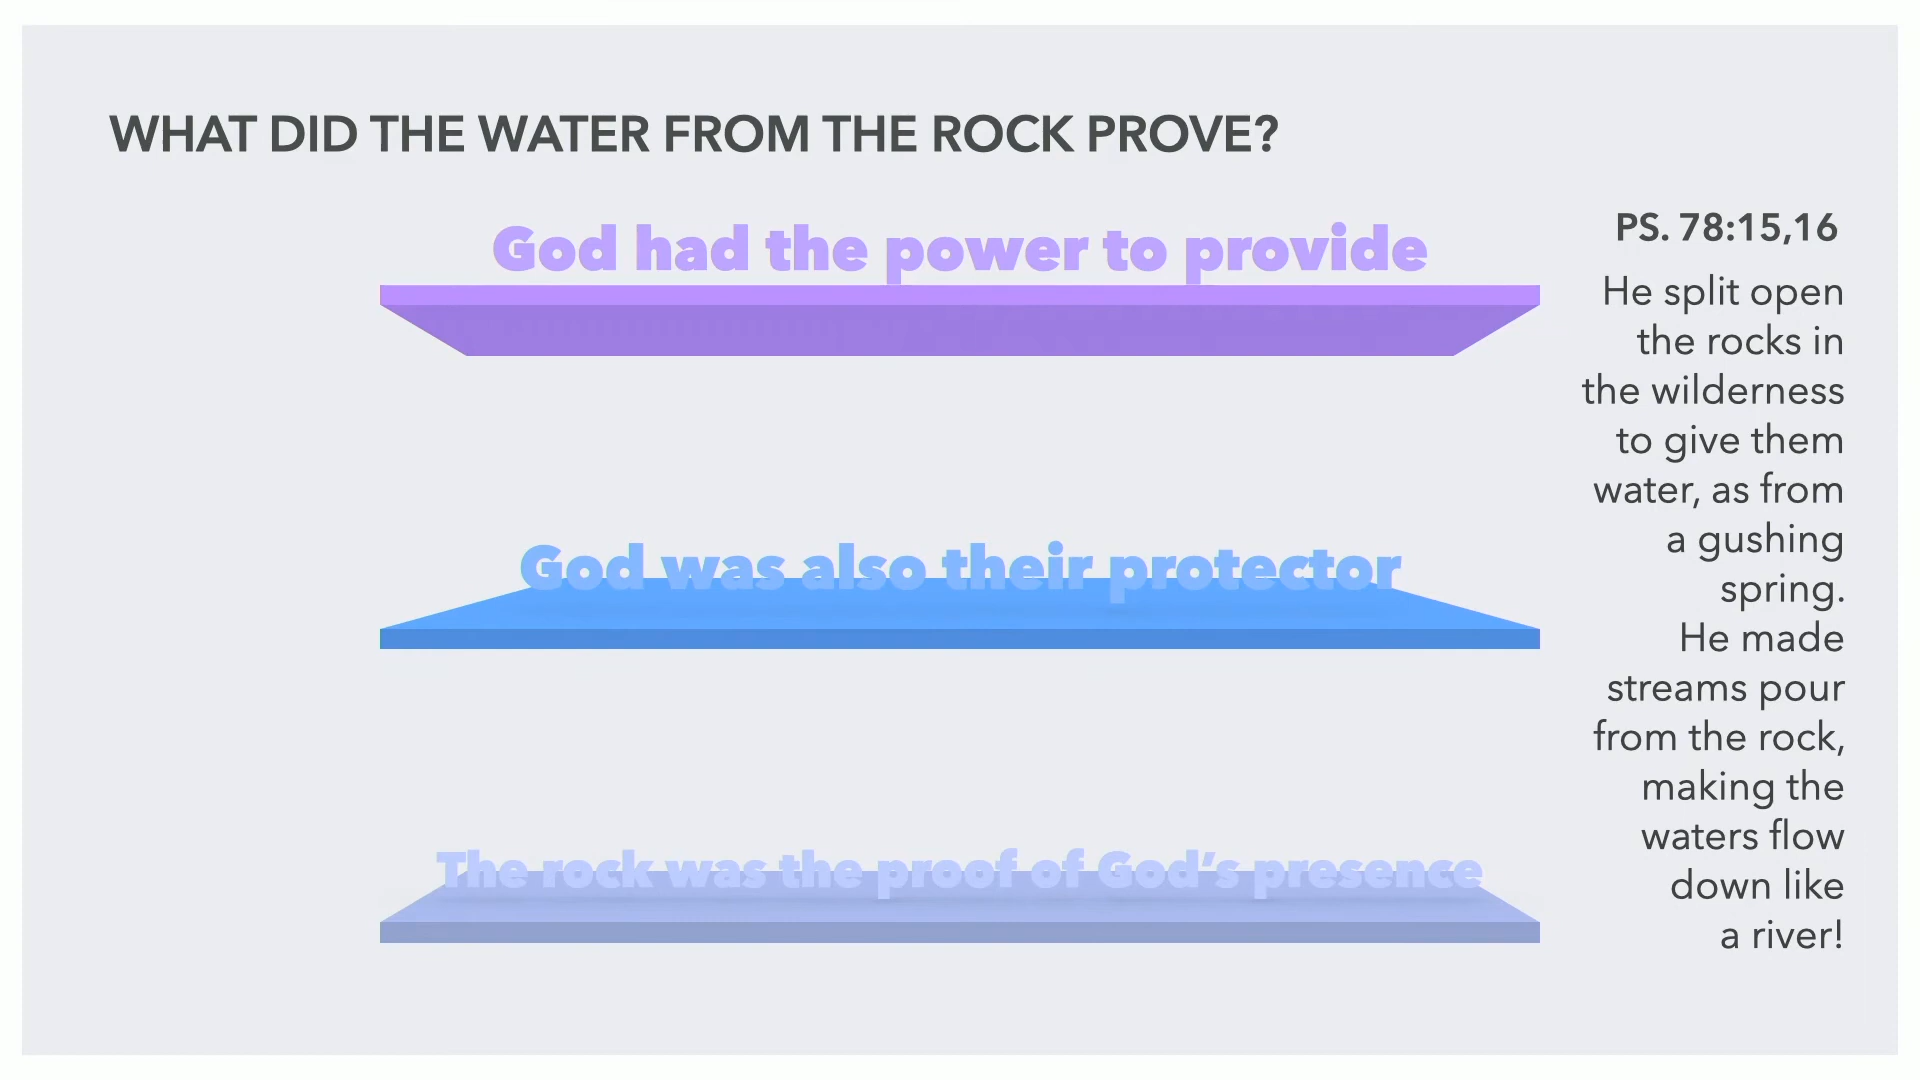 WHAT DID THE WATER FROM THE ROCK PROVE?
God had the power to provide
God was also their protector
The rock was the proof of God’s presence
PS. 78:15,16
He split open
the rocks in
the wilderness
to give them
water, as from
a gushing
spring.
He made
streams pour
from the rock,
making the
waters flow
down like
a river!